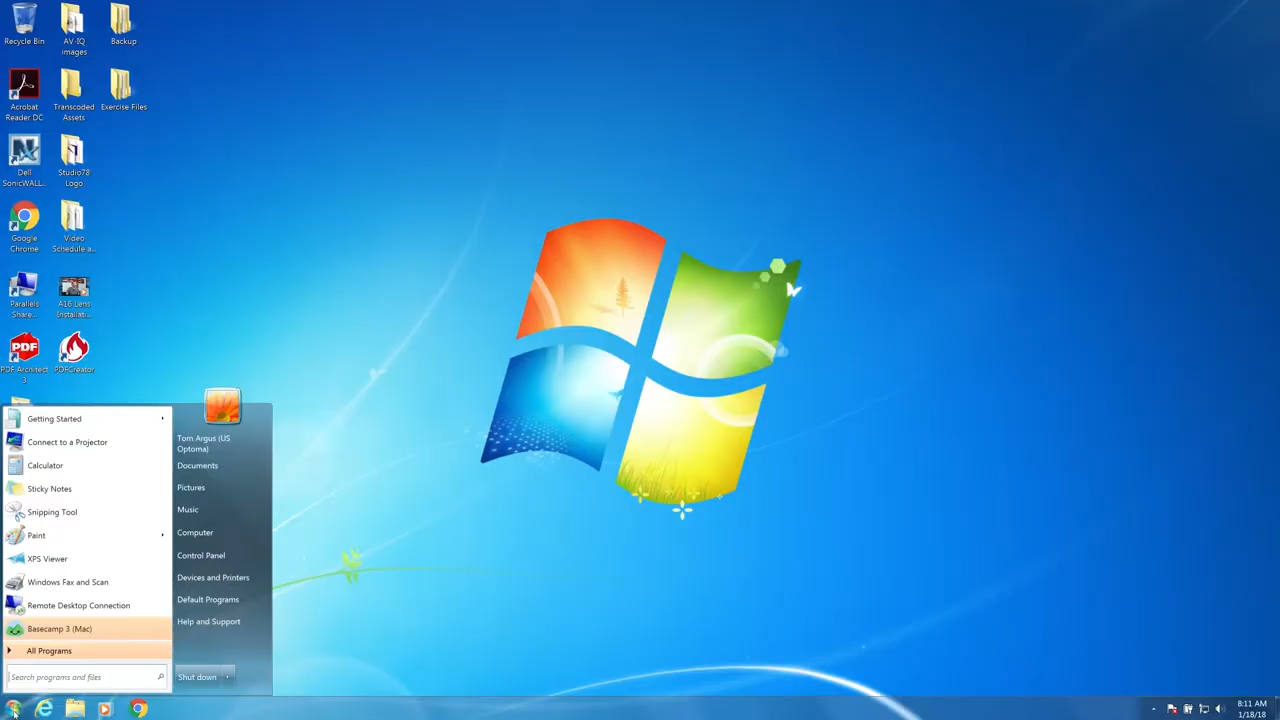 Recycle Bin
AV-IQ
images
Backup
Acrobat
Reader DC
Transcoded
Assets
Exercise Files
Dell
SonicWALL...
Studio78
Logo
Google
Chrome
Video
Schedule a...
Parallels
Share...
A16 Lens
Installati...
PDF
PDF Architect
3
PDFCreator
Getting Started
Connect to a Projector
Calculator
Sticky Notes
Snipping Tool
Paint
XPS Viewer
Windows Fax and Scan
Remote Desktop Connection
Basecamp 3 (Mac)
All Programs
Search programs and files
Tom Argus (US
Optoma)
Documents
Pictures
Music
Computer
Control Panel
Devices and Printers
Default Programs
Help and Support
Shut down
8:11 AM
1/18/18